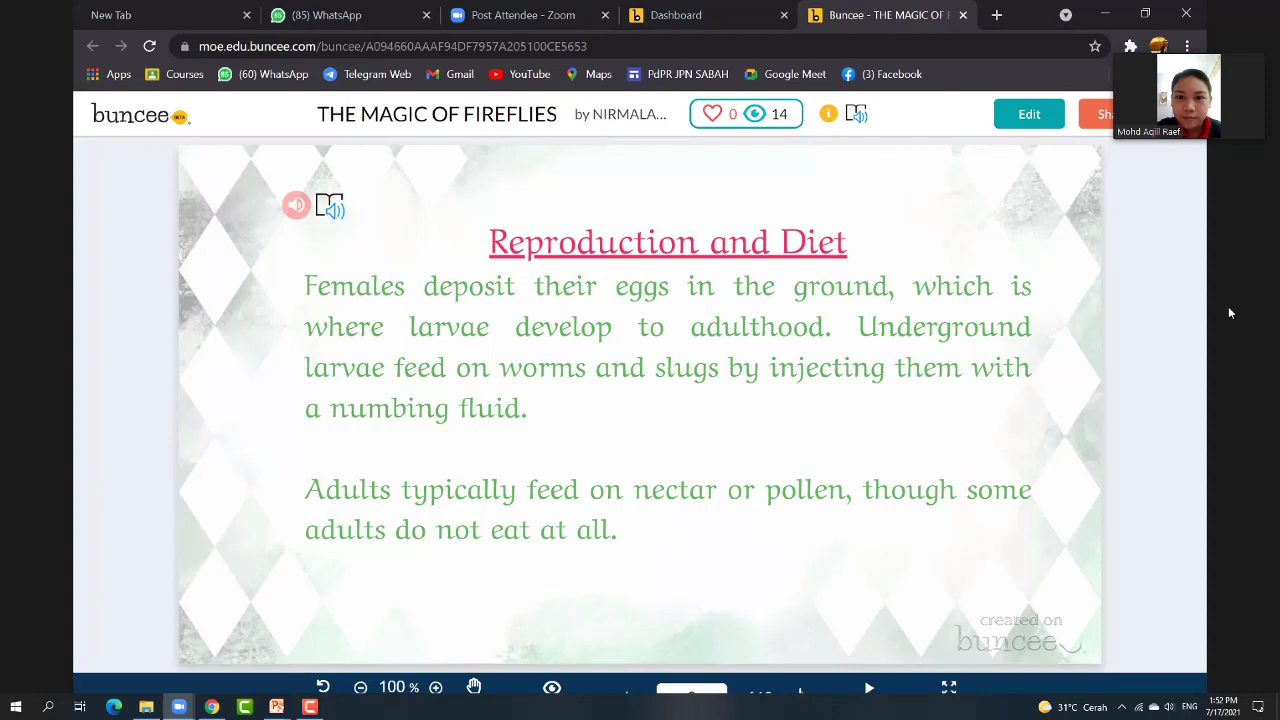 New Tab
(85) WhatsApp
Post Attendee - Zoom
Dashboard
Buncee - THE MAGIC OF
moe.edu.buncee.com/buncee/A094660AAAF94DF7957A205100CE5653
Apps
Courses
(60) WhatsApp
Telegram Web
Gmail
YouTube
Maps
PdPR JPN SABAH
Google Meet
(3) Facebook
buncee
THE MAGIC OF FIREFLIES
by NIRMALA...
0
14
Edit
Mohd Aqiil Raef
Reproduction and Diet
Females deposit their eggs in the ground, which is
where larvae develop to adulthood. Underground
larvae feed on worms and slugs by injecting them with
a numbing fluid.
Adults typically feed on nectar or pollen, though some
adults do not eat at all.
created on
buncee
100 %
31°C Cerah
ENG
1:52 PM
7/17/2021